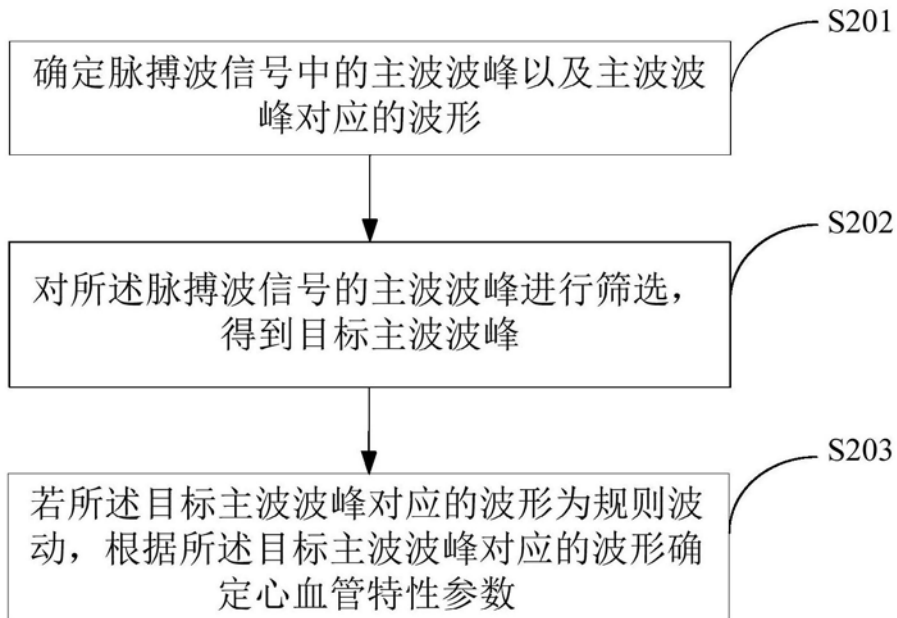 S201
确定脉搏波信号中的主波波峰以及主波波
峰对应的波形
S202
对所述脉搏波信号的主波波峰进行筛选，
得到目标主波波峰
S203
若所述目标主波波峰对应的波形为规则波
动，根据所述目标主波波峰对应的波形确
定心血管特性参数